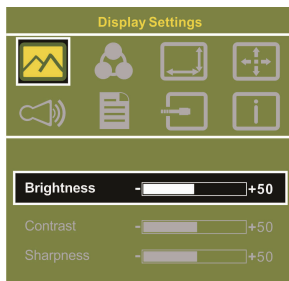 Display Settings
i
Brightness - +50
Contrast - +50
Sharpness - +50